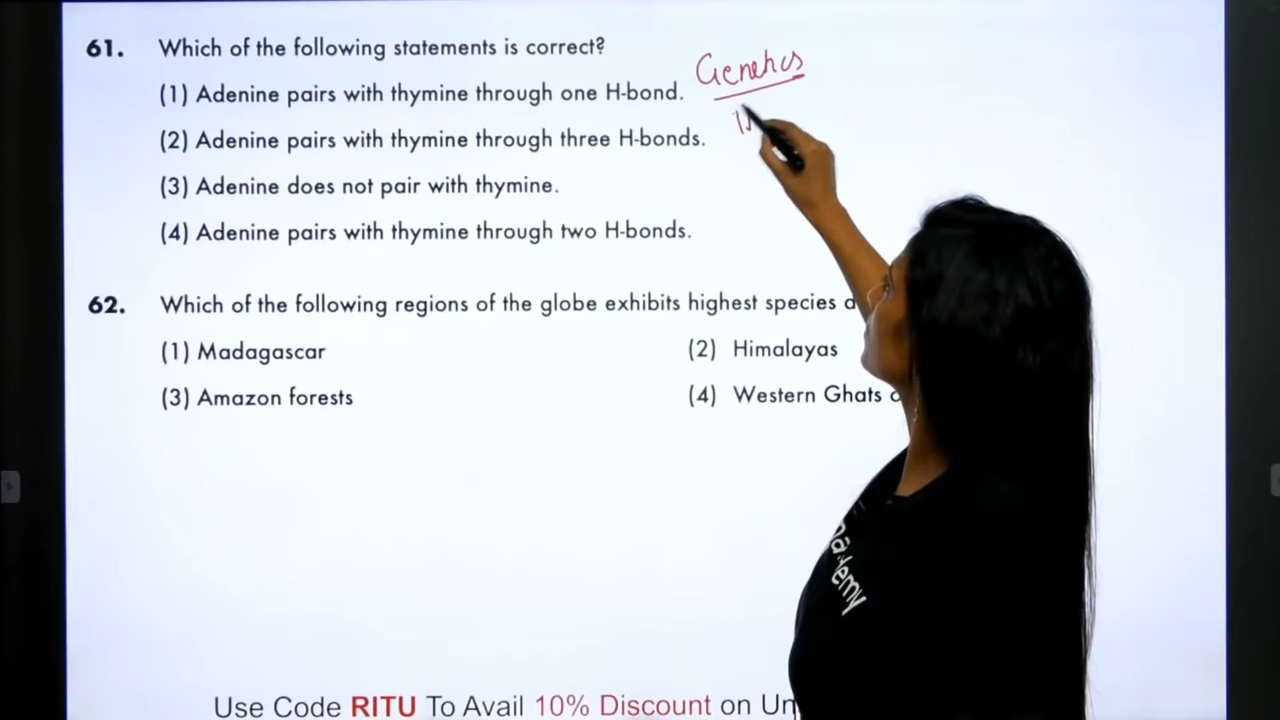 61. Which of the following statements is correct?
Genetics
(1) Adenine pairs with thymine through one H-bond.
(2) Adenine pairs with thymine through three H-bonds.
(3) Adenine does not pair with thymine.
(4) Adenine pairs with thymine through two H-bonds.
62. Which of the following regions of the globe exhibits highest species
(1) Madagascar (2) Himalayas
(3) Amazon forests (4) Western Ghats
Use Code RITU To Avail 10% Discount on